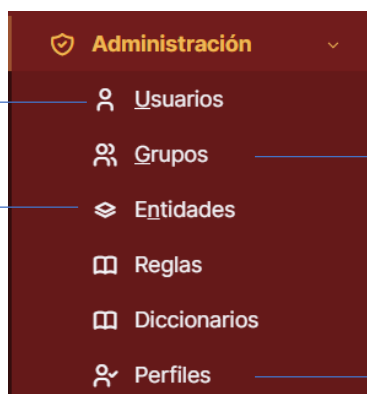 Administración
Usuarios
Grupos
Entidades
Reglas
Diccionarios
Perfiles